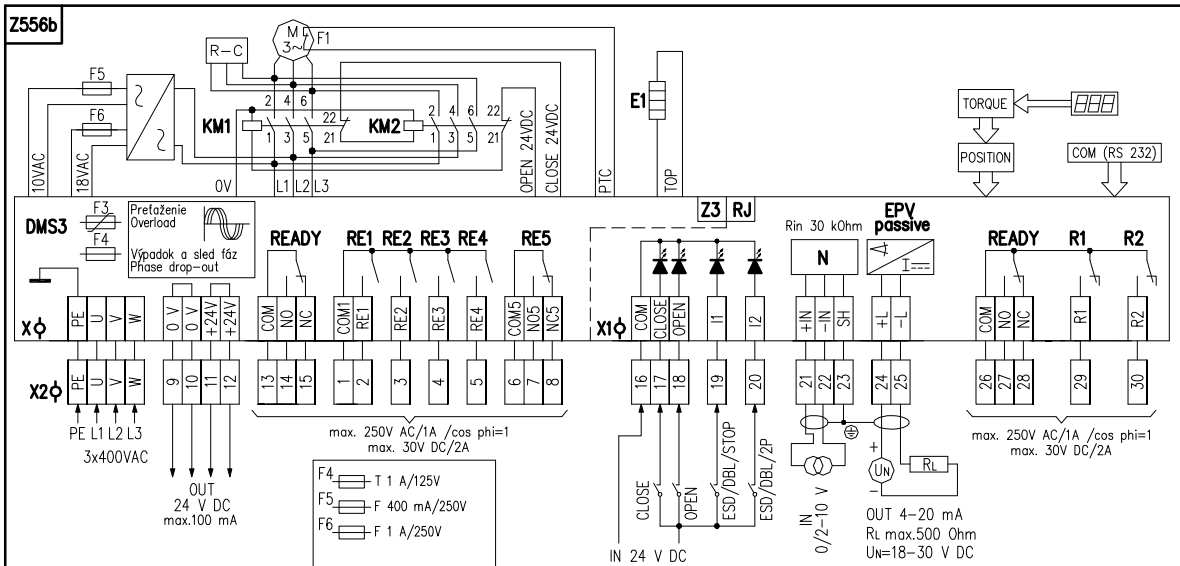 Z556b
R-C
M
3~
F1
F5
F6
10VAC
18VAC
KM1
2 4 6
1 3 5
22
21
KM2
2 4 6
1 3 5
22
21
0V
L1 L2 L3
OPEN 24VDC
CLOSE 24VDC
PTC
E1
TOP
TORQUE
POSITION
COM (RS 232)
DMS3
F3
F4
Preťaženie
Overload
Výpadok a sled fáz
Phase drop-out
READY
RE1 RE2 RE3 RE4
RE5
Z3 RJ
Rin 30 kOhm
N
EPV
passive
I
READY
R1
R2
X
PE U V W
0 V 0 V +24V +24V
COM NO NC
COM1 RE1 RE2 RE3 RE4
COM5 NO5 NC5
X1
COM CLOSE OPEN I1 I2
+IN -IN SH
+L -L
COM NO NC R1 R2
X2
PE U V W
9 10 11 12
13 14 15
1 2 3 4 5 6 7 8
16 17 18 19 20
21 22 23
24 25
26 27 28 29 30
PE L1 L2 L3
3x400VAC
OUT
24 V DC
max.100 mA
max. 250V AC/1A /cos phi=1
max. 30V DC/2A
F4 T 1 A/125V
F5 F 400 mA/250V
F6 F 1 A/250V
CLOSE
OPEN
ESD/DBL/STOP
ESD/DBL/2P
IN 24 V DC
IN
0/2-10 V
+
UN
-
RL
OUT 4-20 mA
RL max.500 Ohm
UN=18-30 V DC
max. 250V AC/1A /cos phi=1
max. 30V DC/2A